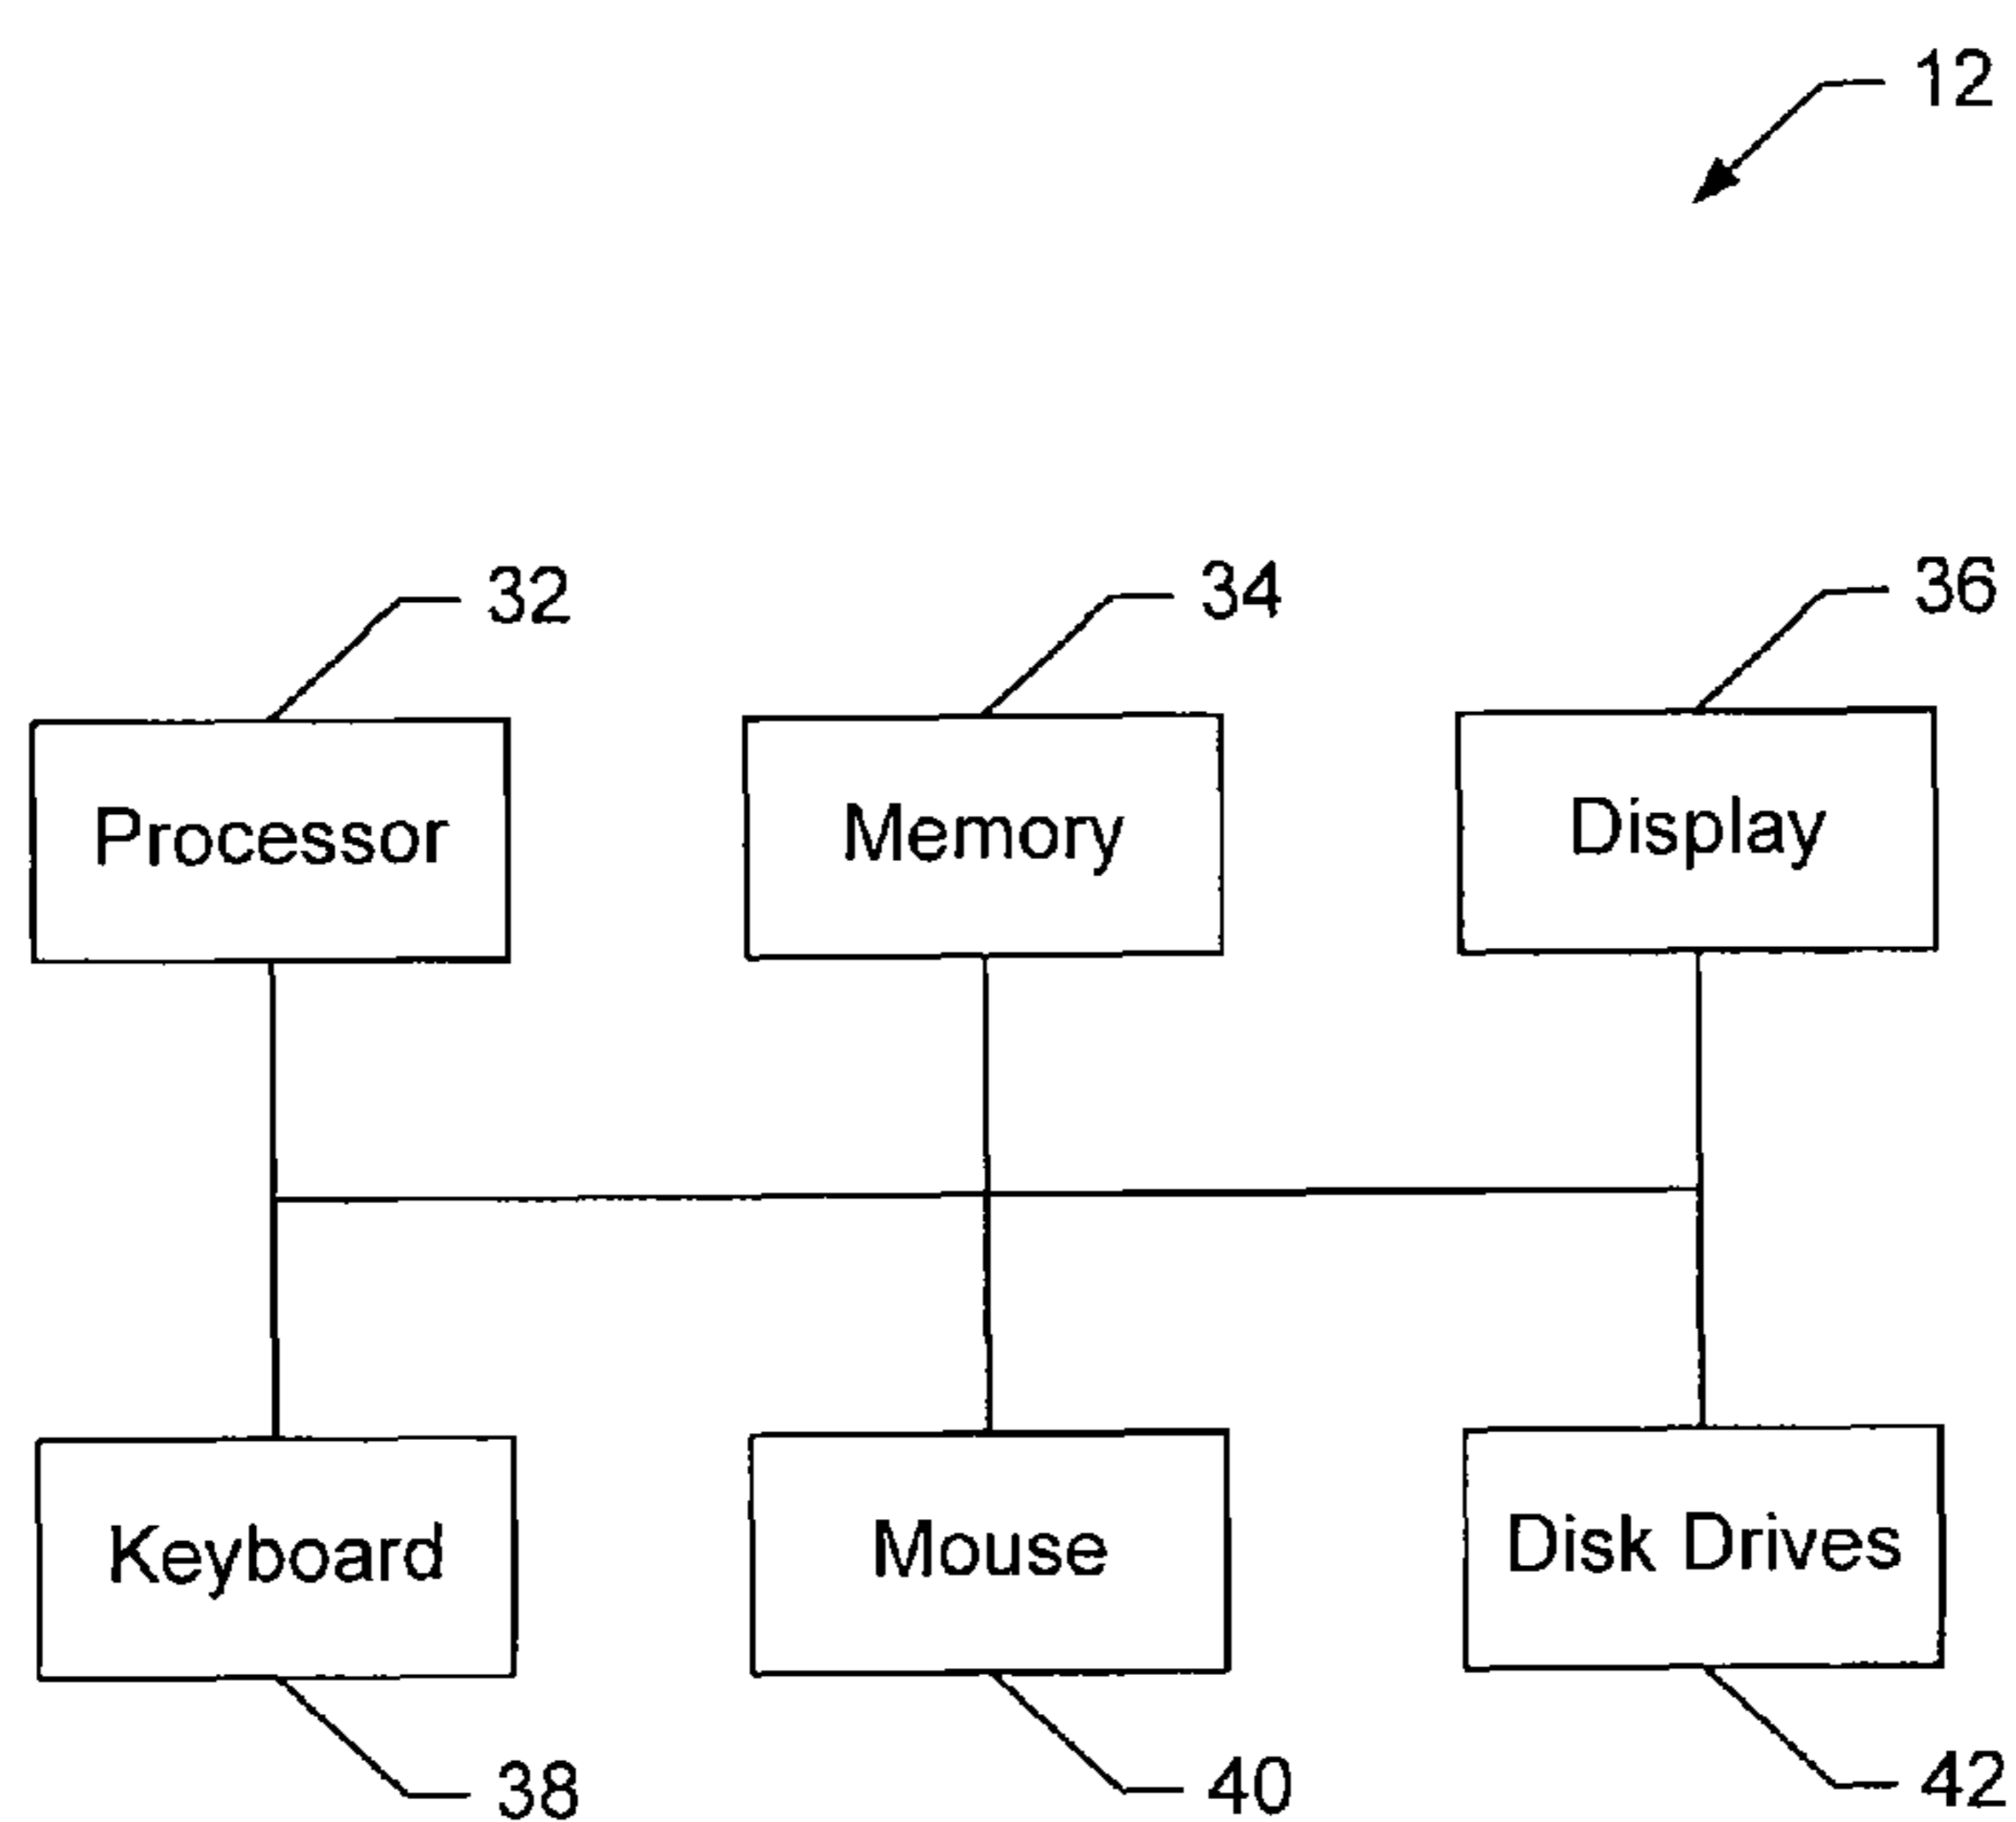 12
32
34
36
Processor
Memory
Display
Keyboard
Mouse
Disk Drives
38
40
42